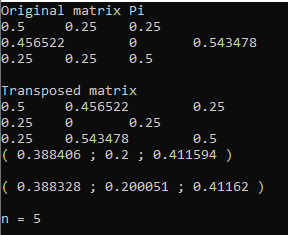 Original matrix Pi
0.5 0.25 0.25
0.456522 0 0.543478
0.25 0.25 0.5
Transposed matrix
0.5 0.456522 0.25
0.25 0 0.25
0.25 0.543478 0.5
( 0.388406 ; 0.2 ; 0.411594 )
( 0.388328 ; 0.200051 ; 0.41162 )
n = 5